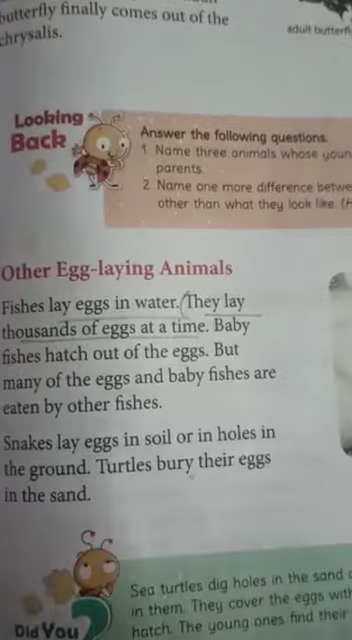 butterfly finally comes out of the
chrysalis.
adult
Looking
Back
Answer the following questions.
1. Name three animals whose
parents.
2. Name one more difference
other than what they look like.
Other Egg-laying Animals
Fishes lay eggs in water. They lay
thousands of eggs at a time. Baby
fishes hatch out of the eggs. But
many of the eggs and baby fishes are
eaten by other fishes.
Snakes lay eggs in soil or in holes in
the ground. Turtles bury their eggs
in the sand.
Did You
Sea turtles dig holes in the sand
in them. They cover the eggs
hatch. The young ones find their